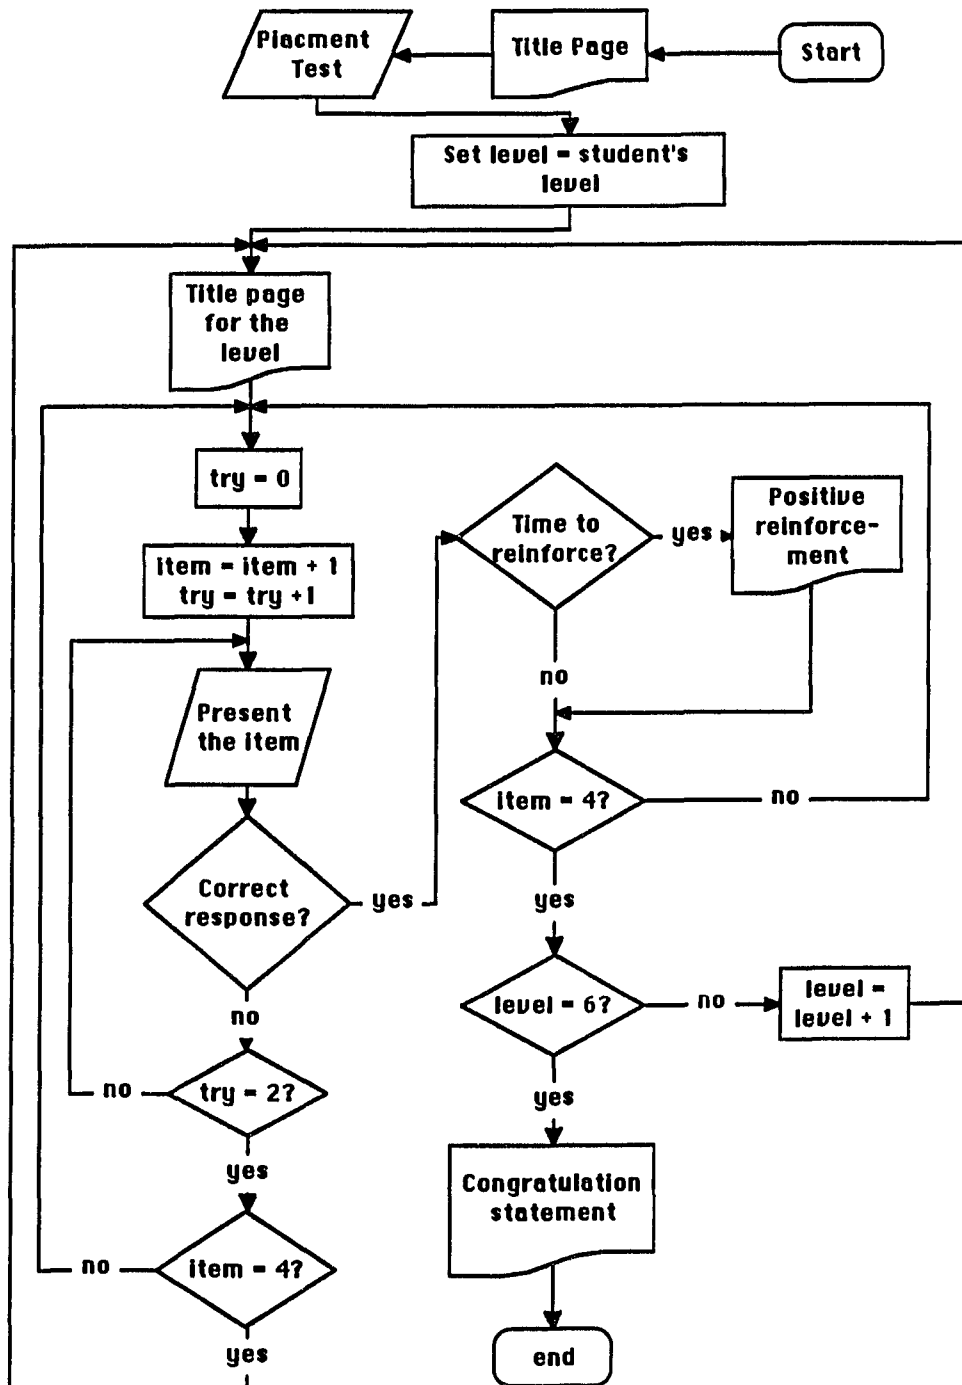 Start
Title Page
Placment
Test
Set level = student's
level
Title page
for the
level
try = 0
item = item + 1
try = try +1
Present
the item
Correct
response?
yes
no
try = 2?
no
yes
item = 4?
no
yes
Time to
reinforce?
yes
Positive
reinforce-
ment
no
item = 4?
no
yes
level = 6?
no
level =
level + 1
yes
Congratulation
statement
end